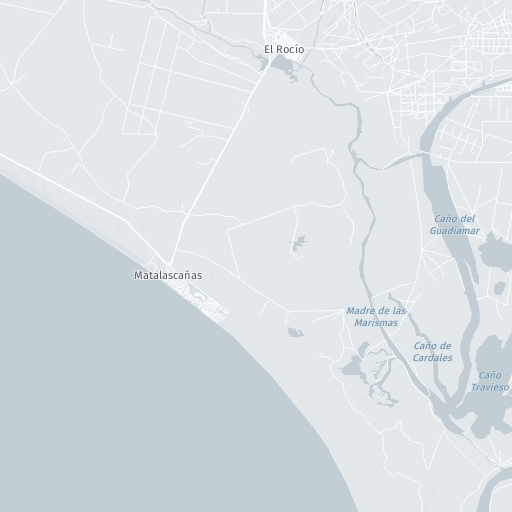 El Rocío
Caño del
Guadiamar
Matalascañas
Madre de las
Marismas
Caño de
Cardales
Caño
Travieso